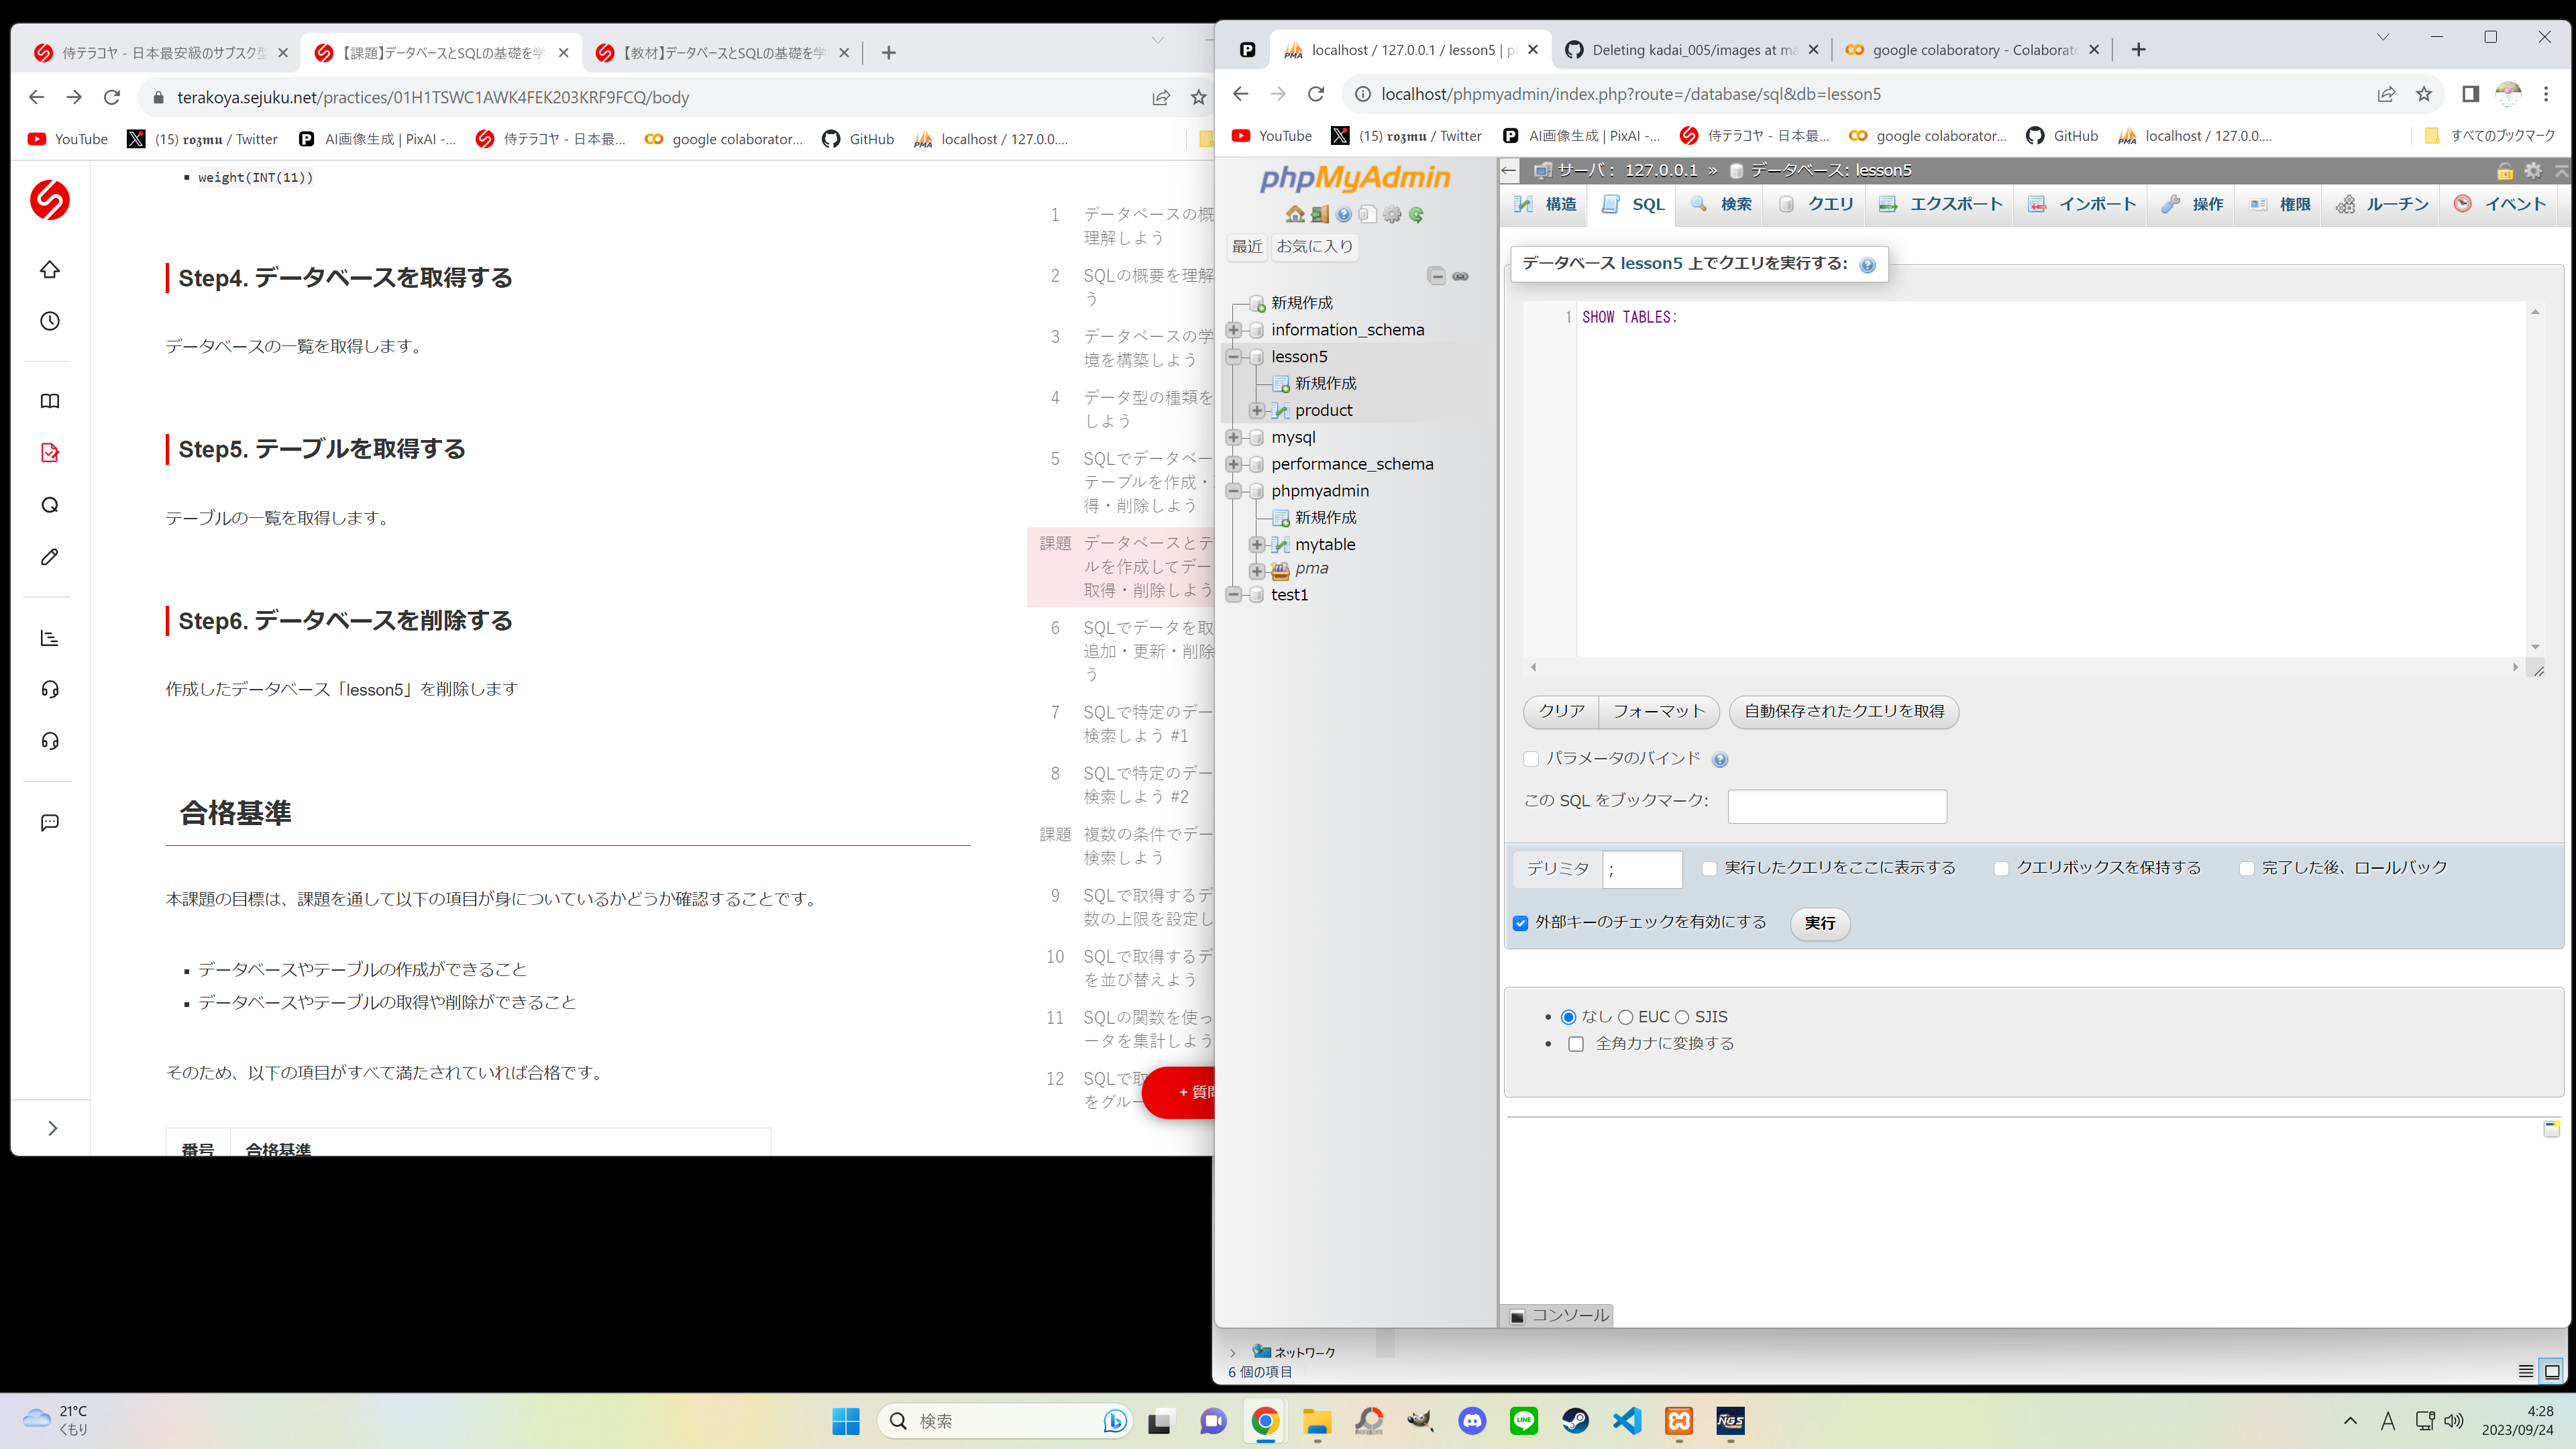 侍テラコヤ - 日本最安級のサブスク型
【課題】データベースとSQLの基礎を学
【教材】データベースとSQLの基礎を学
terakoya.sejuku.net/practices/01H1TSWC1AWK4FEK203KRF9FCQ/body
YouTube
(15) 𝖗𝖔𝖟𝖒𝖚 / Twitter
AI画像生成 | PixAI -...
侍テラコヤ - 日本最...
google colaborator...
GitHub
localhost / 127.0.0....
weight(INT(11))
Step4. データベースを取得する
データベースの一覧を取得します。
Step5. テーブルを取得する
テーブルの一覧を取得します。
Step6. データベースを削除する
作成したデータベース「lesson5」を削除します
合格基準
本課題の目標は、課題を通して以下の項目が身についているかどうか確認することです。
データベースやテーブルの作成ができること
データベースやテーブルの取得や削除ができること
そのため、以下の項目がすべて満たされていれば合格です。
番号 合格基準
1 データベースの概
理解しよう
2 SQLの概要を理解
う
3 データベースの学
境を構築しよう
4 データ型の種類を
しよう
5 SQLでデータベー
テーブルを作成・
得・削除しよう
課題 データベースとテ
ルを作成してデー
取得・削除しよう
6 SQLでデータを取
追加・更新・削除
う
7 SQLで特定のデー
検索しよう #1
8 SQLで特定のデー
検索しよう #2
課題 複数の条件でデー
検索しよう
9 SQLで取得するデ
数の上限を設定し
10 SQLで取得するデ
を並び替えよう
11 SQLの関数を使っ
ータを集計しよう
12 SQLで取
をグルー
+ 質問
localhost / 127.0.0.1 / lesson5 | p
Deleting kadai_005/images at ma
google colaboratory - Colaborato
localhost/phpmyadmin/index.php?route=/database/sql&db=lesson5
YouTube
(15) 𝖗𝖔𝖟𝖒𝖚 / Twitter
AI画像生成 | PixAI -...
侍テラコヤ - 日本最...
google colaborator...
GitHub
localhost / 127.0.0....
すべてのブックマーク
phpMyAdmin
最近 お気に入り
新規作成
information_schema
lesson5
新規作成
product
mysql
performance_schema
phpmyadmin
新規作成
mytable
pma
test1
サーバ: 127.0.0.1 » データベース: lesson5
構造 SQL 検索 クエリ エクスポート インポート 操作 権限 ルーチン イベント
データベース lesson5 上でクエリを実行する:
1 SHOW TABLES:
クリア フォーマット 自動保存されたクエリを取得
パラメータのバインド
この SQL をブックマーク:
デリミタ ; 実行したクエリをここに表示する クエリボックスを保持する 完了した後、ロールバック
外部キーのチェックを有効にする 実行
なし EUC SJIS
全角カナに変換する
コンソール
ネットワーク
6 個の項目
21°C
くもり
検索
A
4:28
2023/09/24